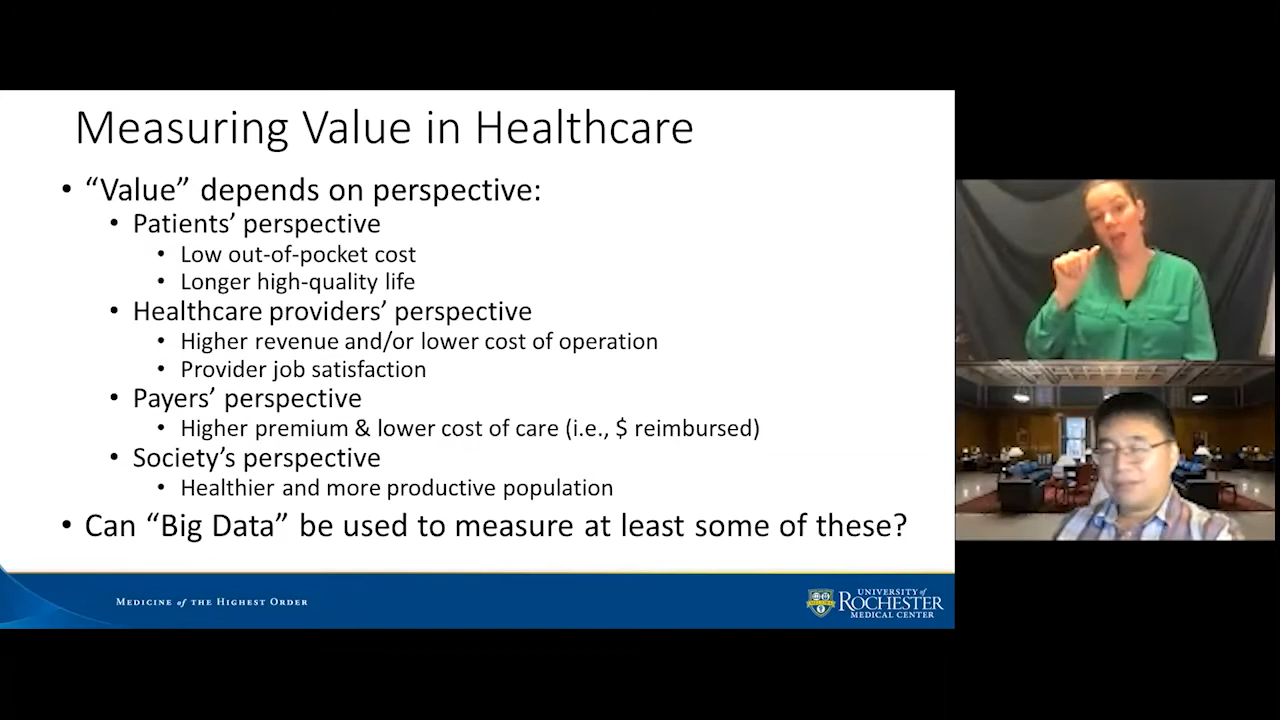 Measuring Value in Healthcare
• “Value” depends on perspective:
• Patients’ perspective
• Low out-of-pocket cost
• Longer high-quality life
• Healthcare providers’ perspective
• Higher revenue and/or lower cost of operation
• Provider job satisfaction
• Payers’ perspective
• Higher premium & lower cost of care (i.e., $ reimbursed)
• Society’s perspective
• Healthier and more productive population
• Can “Big Data” be used to measure at least some of these?
MEDICINE of THE HIGHEST ORDER
UNIVERSITY of
ROCHESTER
MEDICAL CENTER